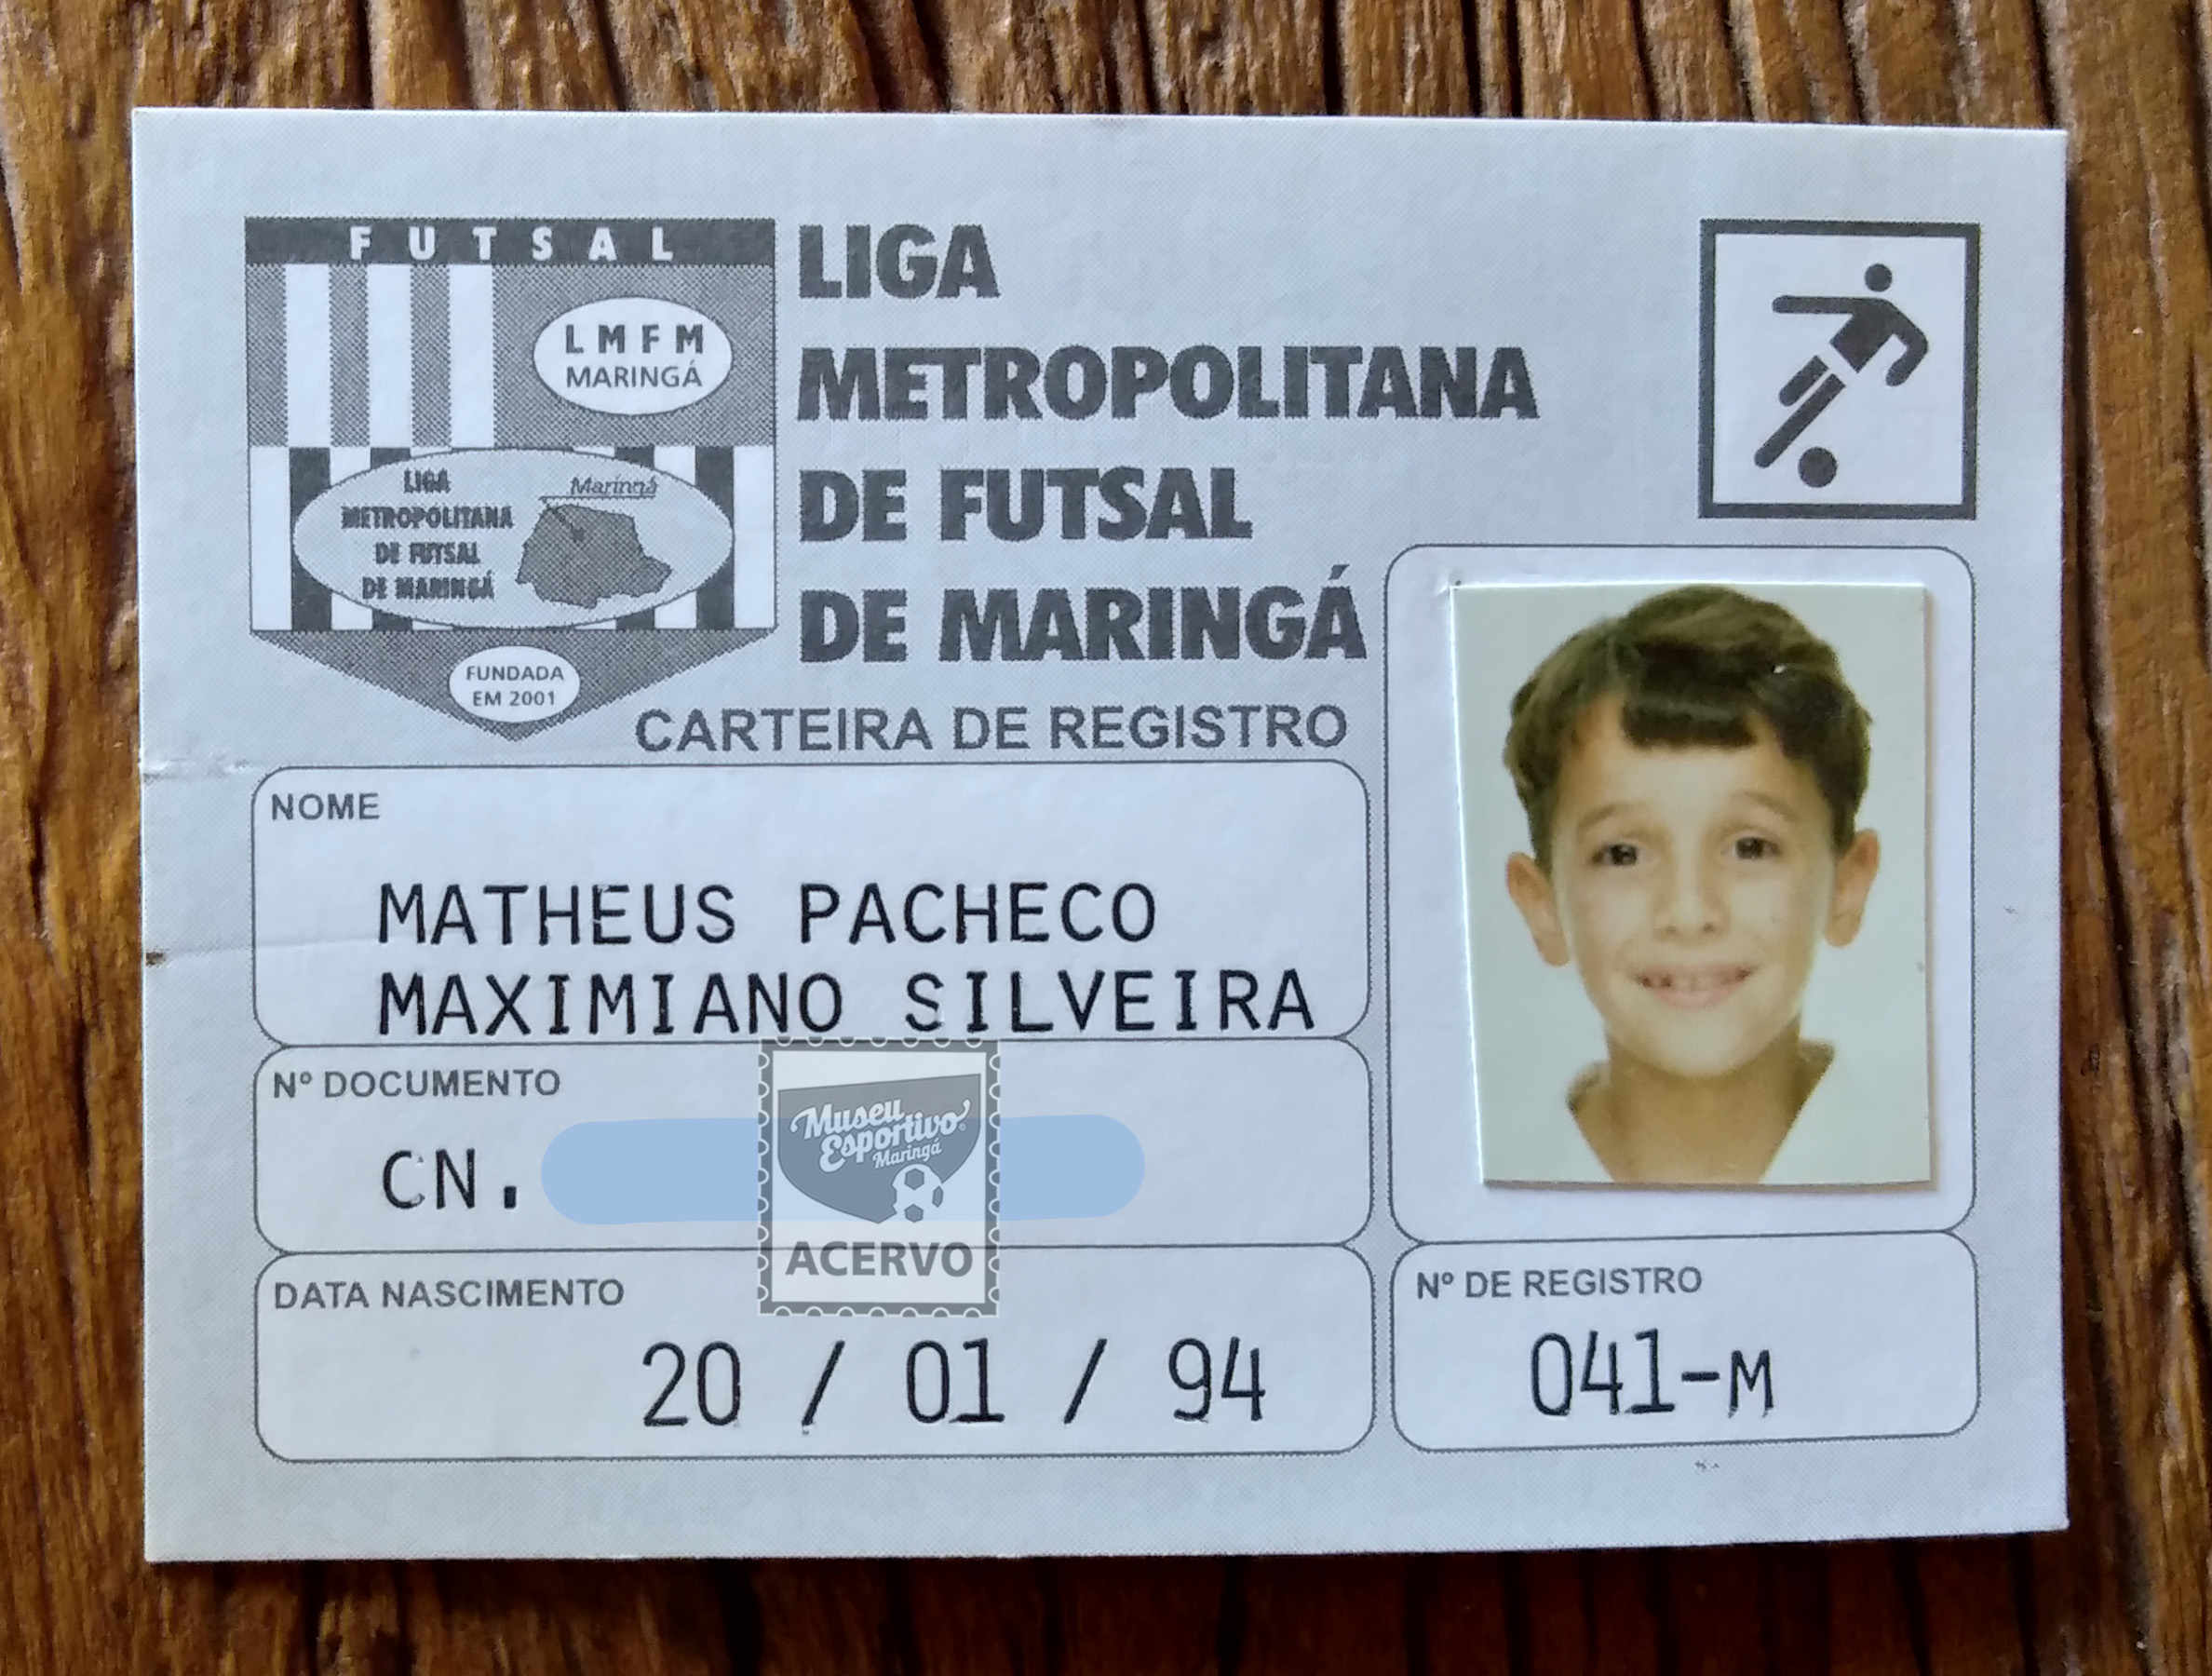 FUTSAL
LMFM
MARINGÁ
LIGA
METROPOLITANA
DE FUTSAL
DE MARINGÁ
Maringá
FUNDADA
EM 2001
LIGA
METROPOLITANA
DE FUTSAL
DE MARINGÁ
CARTEIRA DE REGISTRO
NOME
MATHEUS PACHECO
MAXIMIANO SILVEIRA
Nº DOCUMENTO
CN.
Museu
Esportivo
Maringá
ACERVO
DATA NASCIMENTO
20 / 01 / 94
Nº DE REGISTRO
041-M